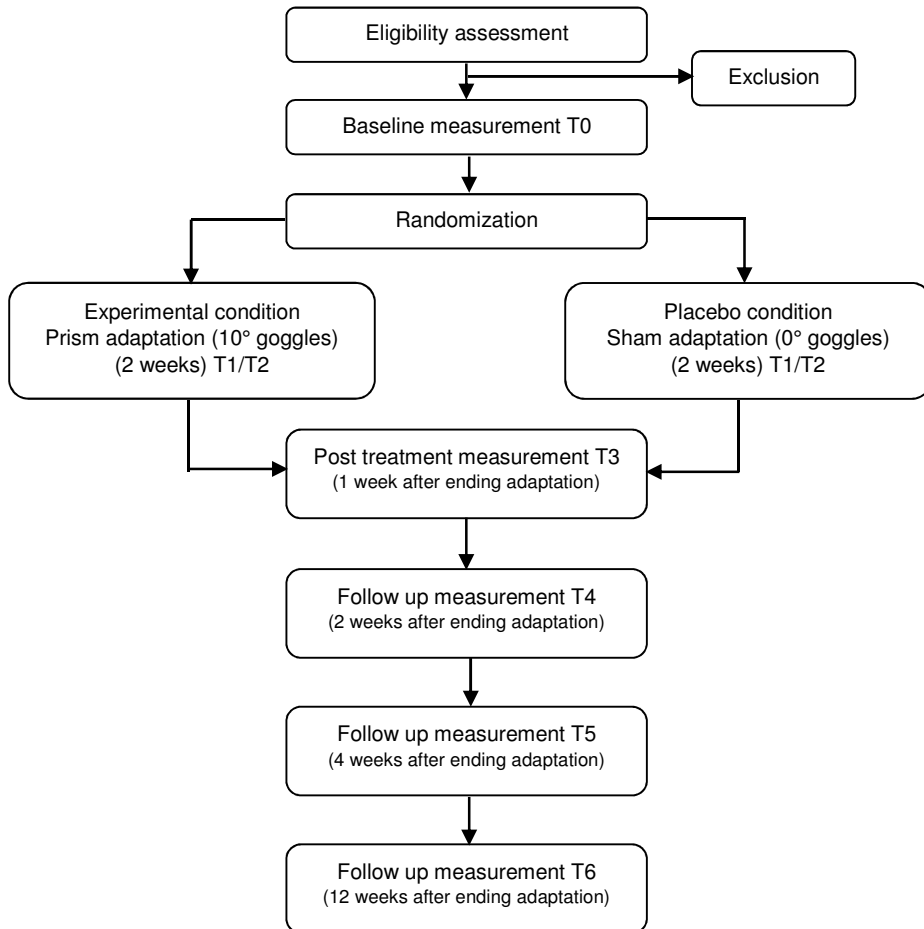 Eligibility assessment
Exclusion
Baseline measurement T0
Randomization
Experimental condition
Prism adaptation (10° goggles)
(2 weeks) T1/T2
Placebo condition
Sham adaptation (0° goggles)
(2 weeks) T1/T2
Post treatment measurement T3
(1 week after ending adaptation)
Follow up measurement T4
(2 weeks after ending adaptation)
Follow up measurement T5
(4 weeks after ending adaptation)
Follow up measurement T6
(12 weeks after ending adaptation)